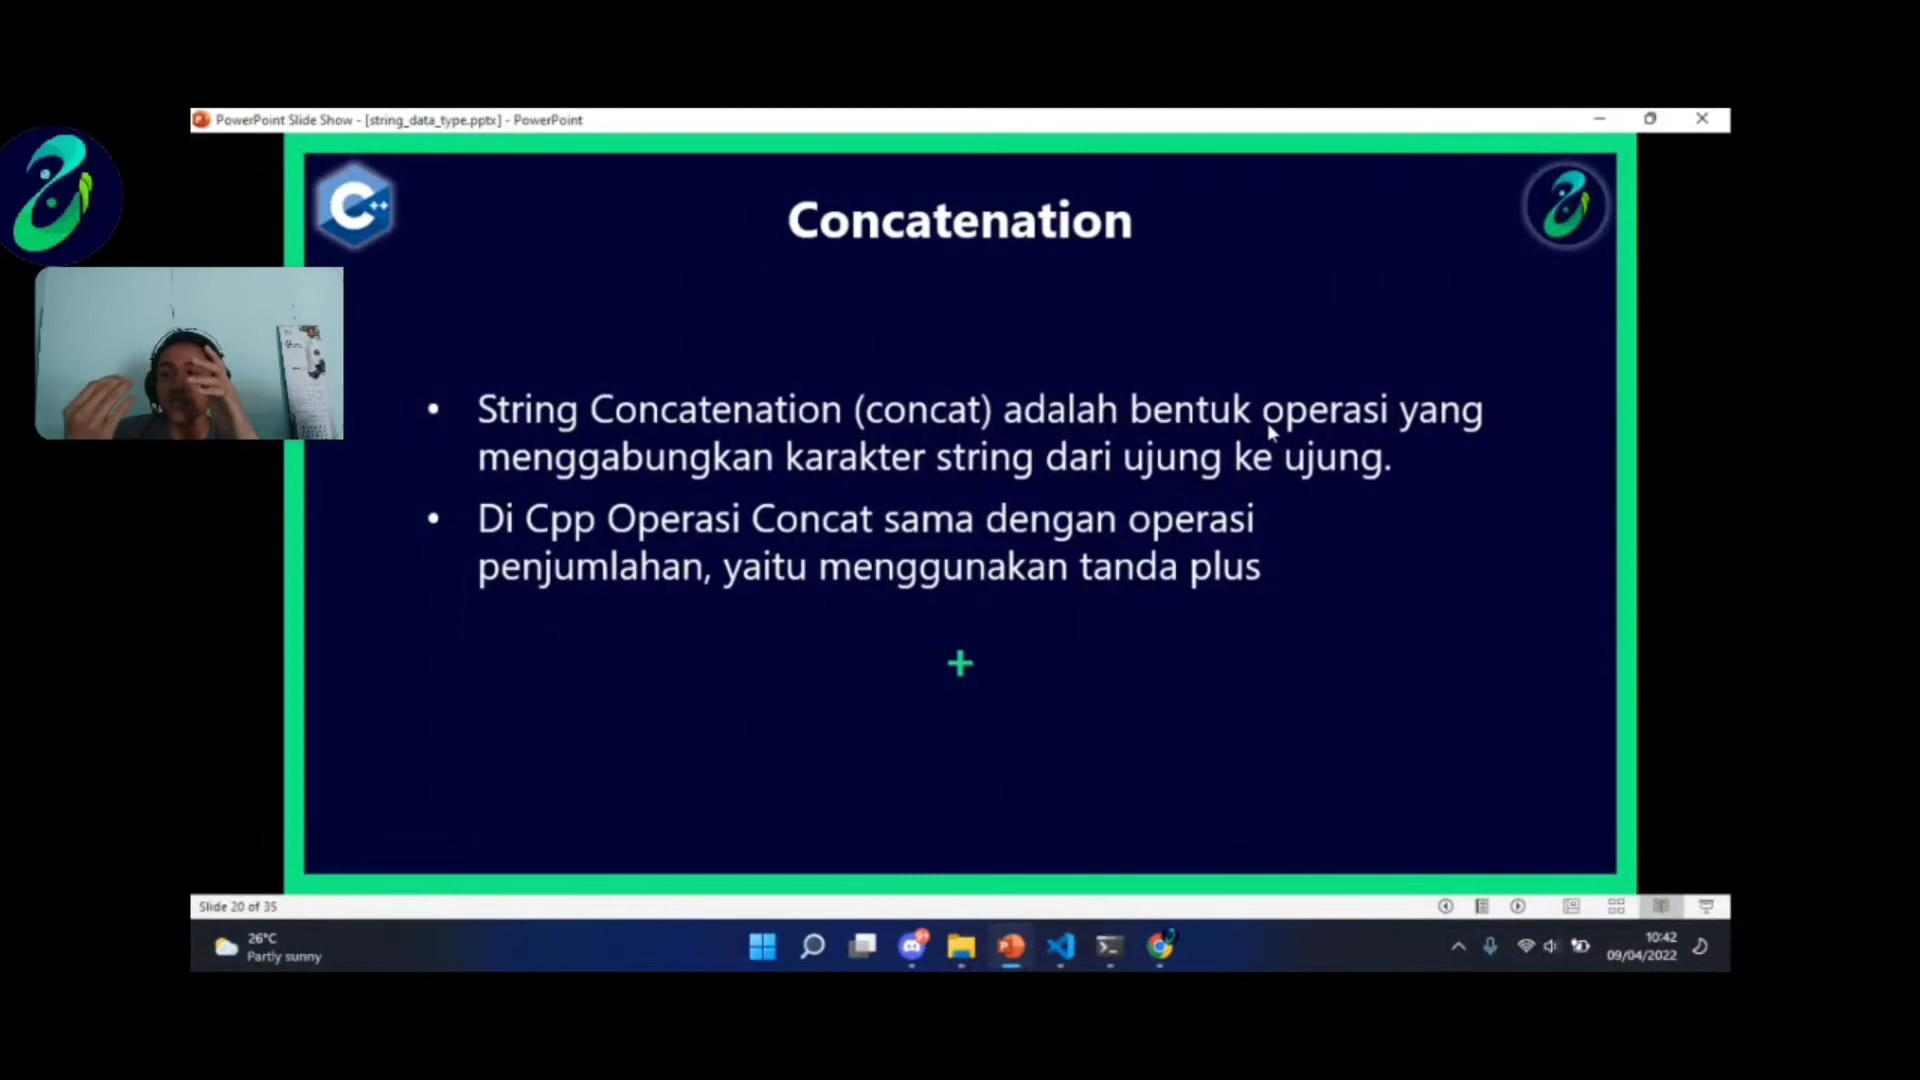 PowerPoint Slide Show - [string_data_type.pptx] - PowerPoint
Concatenation
• String Concatenation (concat) adalah bentuk operasi yang
menggabungkan karakter string dari ujung ke ujung.
• Di Cpp Operasi Concat sama dengan operasi
penjumlahan, yaitu menggunakan tanda plus
+
Slide 20 of 35
26°C
Partly sunny
10:42
09/04/2022